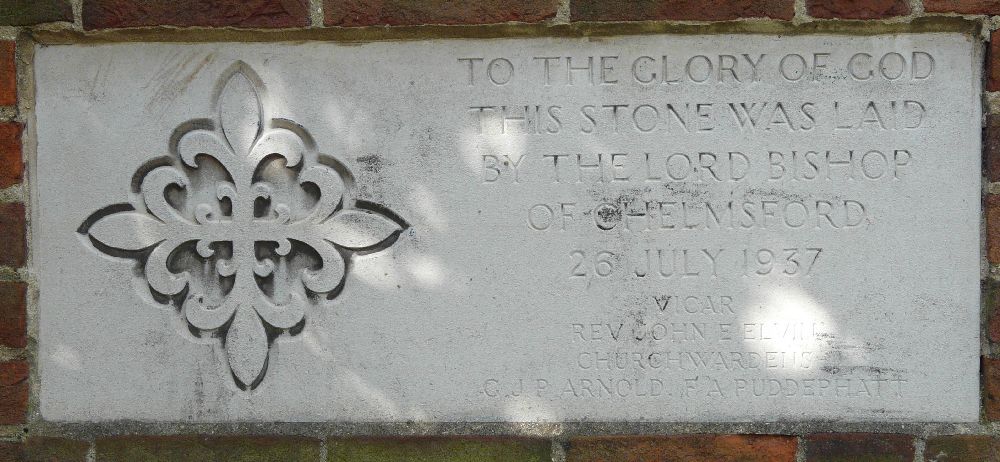 TO THE GLORY OF GOD
THIS STONE WAS LAID
BY THE LORD BISHOP
OF CHELMSFORD,
26 JULY 1937
VICAR
REV JOHN E
CHURCHWARDENS
G.J.P. ARNOLD. F A PUDDEPHATT